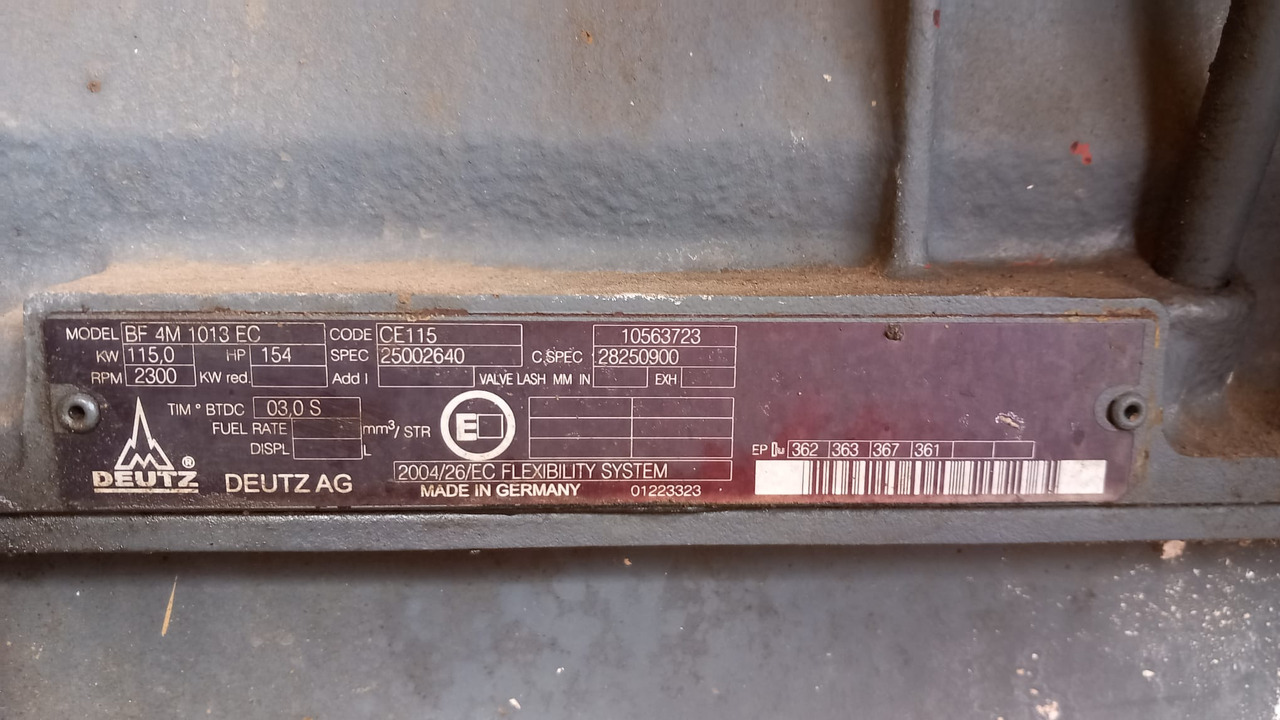 MODEL BF 4M 1013 EC CODE CE115 10563723
KW 115,0 HP 154 SPEC 25002640 C.SPEC 28250900
RPM 2300 KW red. Add I VALVE LASH MM IN EXH
TIM ° BTDC 03,0 S
FUEL RATE mm³/ STR
DISPL L
E
EP 362 363 367 361
2004/26/EC FLEXIBILITY SYSTEM
DEUTZ ® DEUTZ AG MADE IN GERMANY 01223323